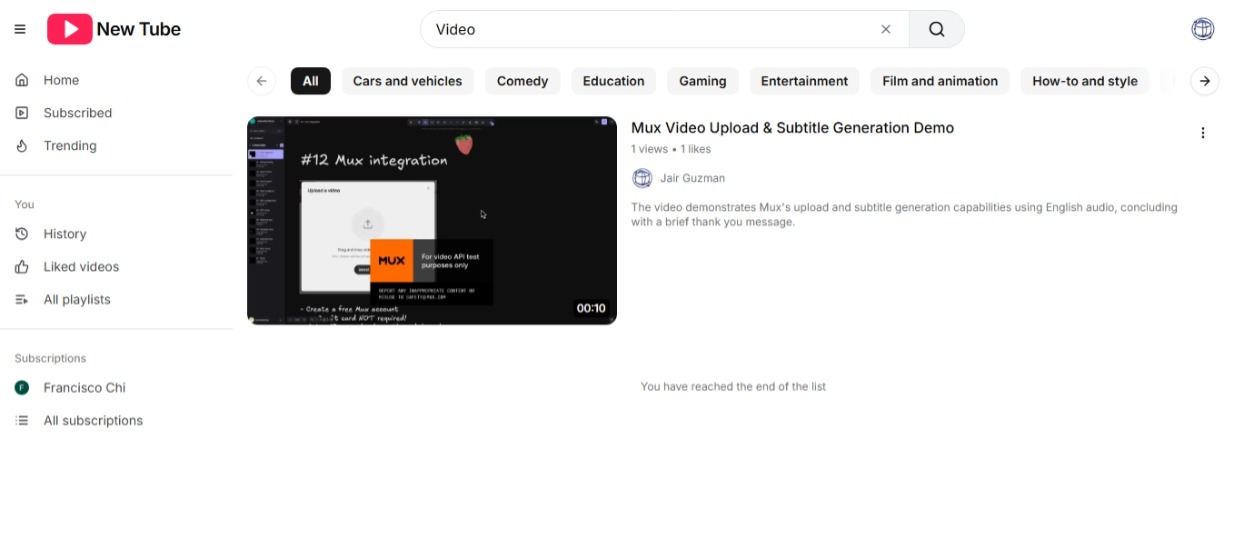 New Tube
Video
Home
Subscribed
Trending
You
History
Liked videos
All playlists
Subscriptions
F Francisco Chi
All subscriptions
All Cars and vehicles Comedy Education Gaming Entertainment Film and animation How-to and style
#12 Mux integration
Upload a video
MUX
For video API test
purposes only
REPORT ANY INAPPROPRIATE CONTENT OR
MISUSE TO SAFETY@MUX.COM
- Create a free Mux account
card NOT required!
00:10
Mux Video Upload & Subtitle Generation Demo
1 views • 1 likes
Jair Guzman
The video demonstrates Mux's upload and subtitle generation capabilities using English audio, concluding
with a brief thank you message.
You have reached the end of the list